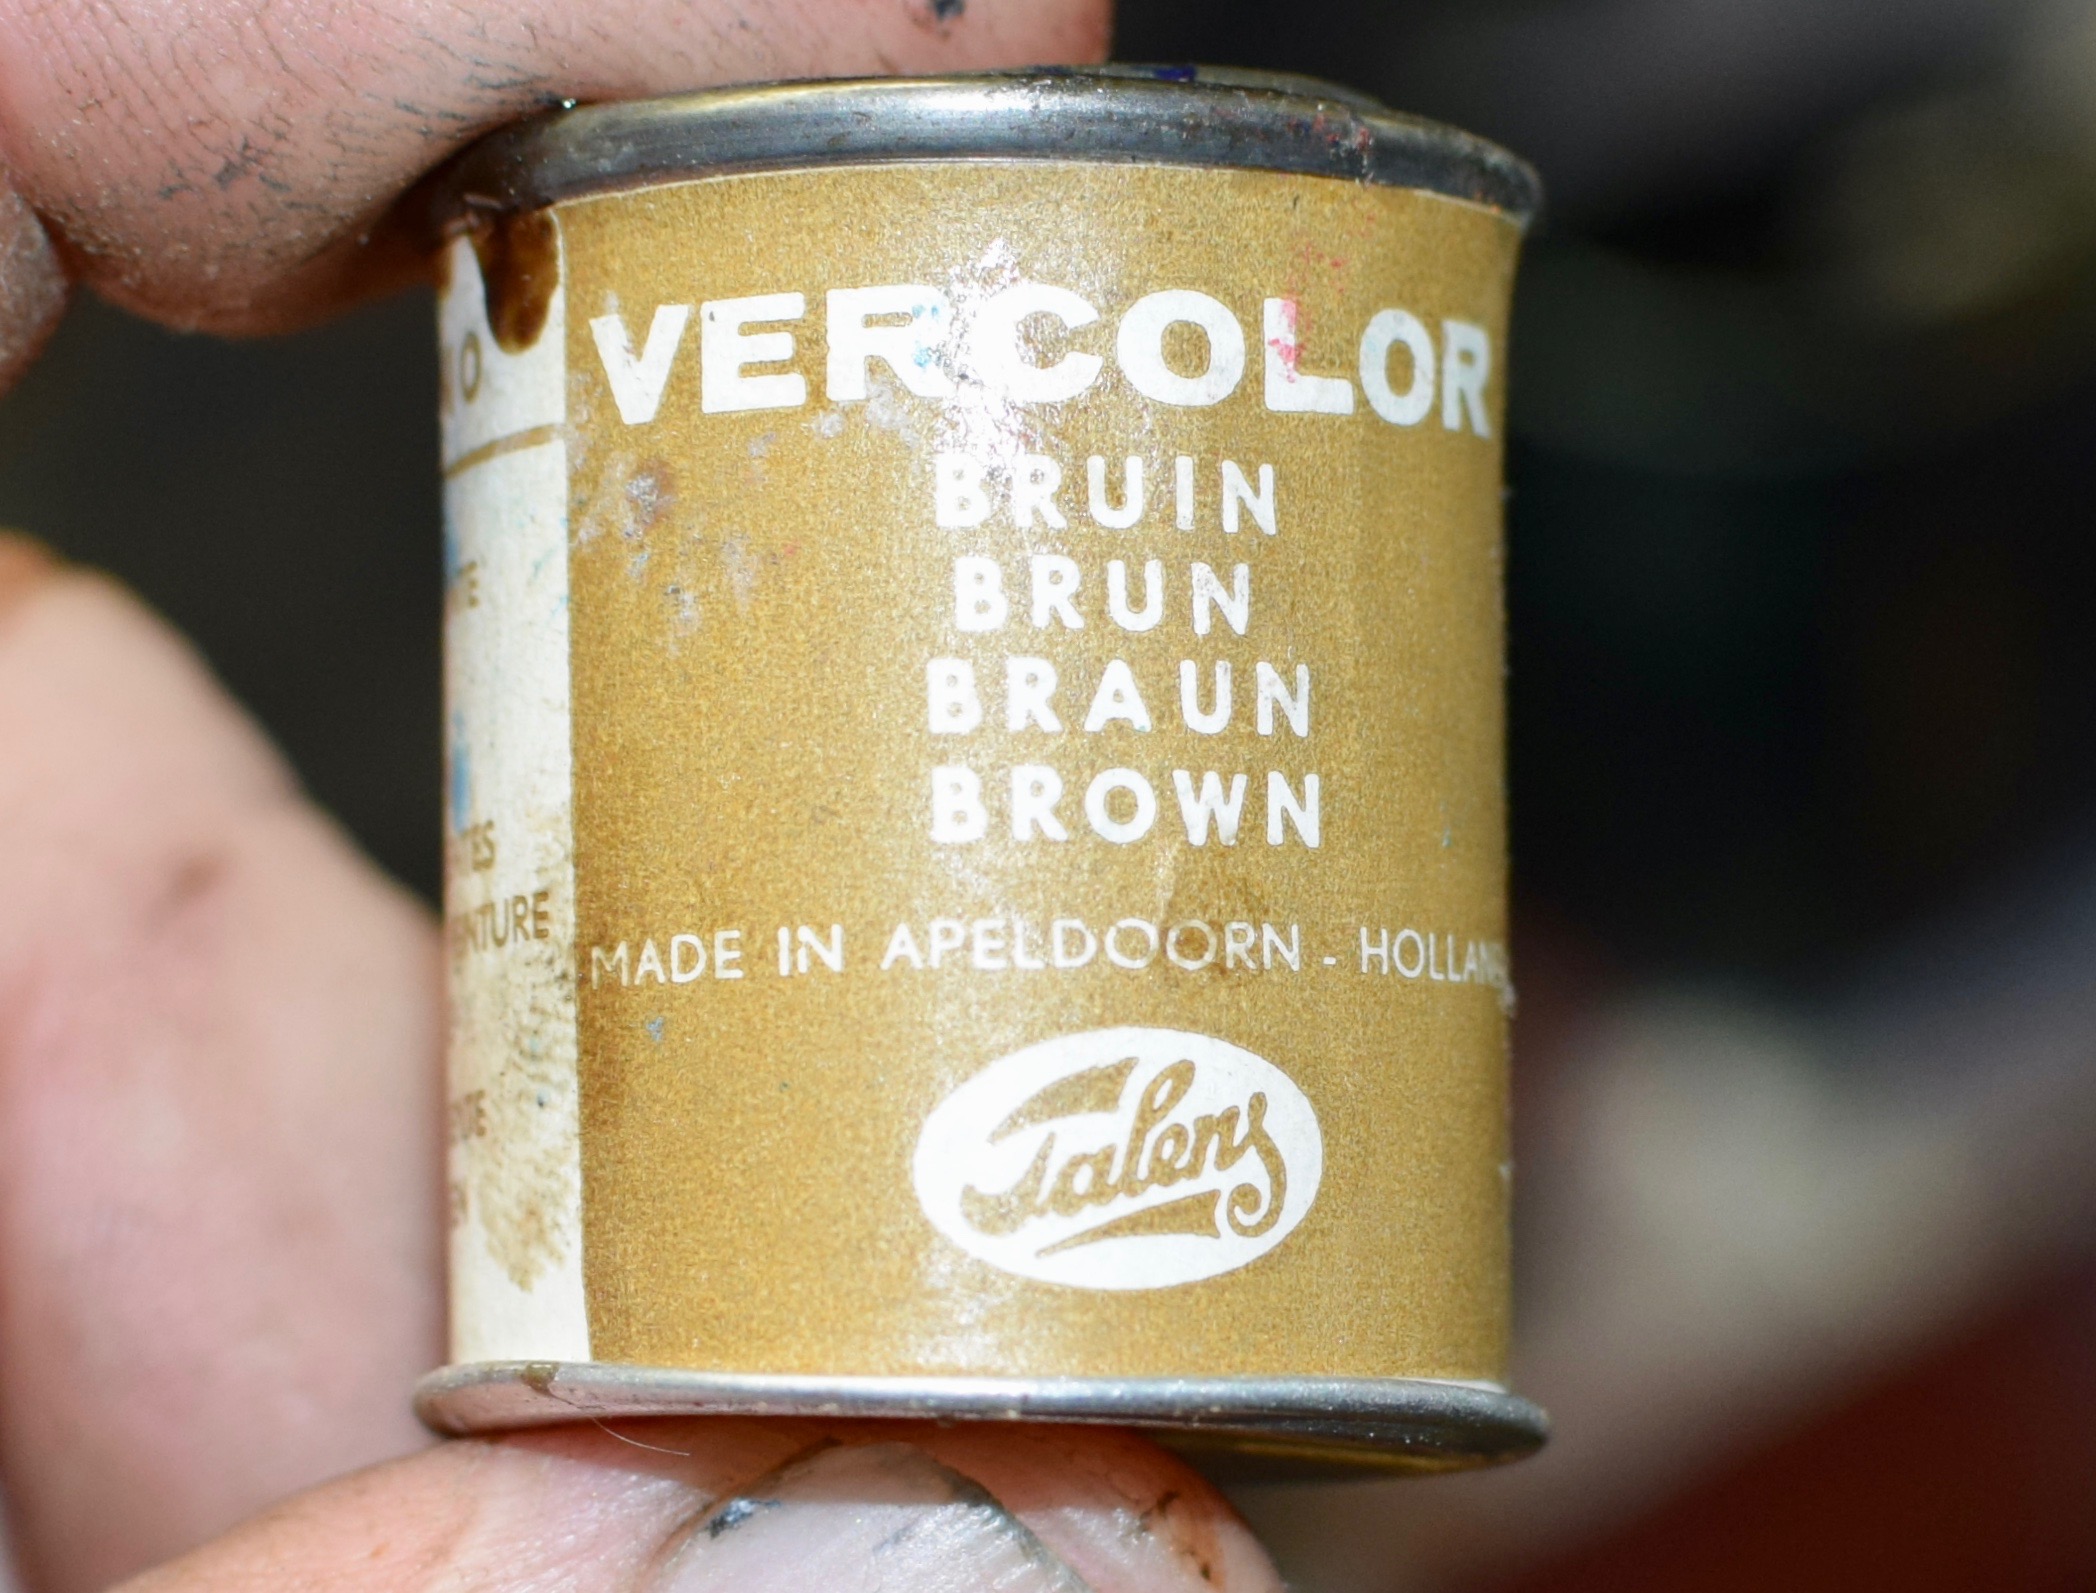 VERCOLOR
BRUIN
BRUN
BRAUN
BROWN
MADE IN APELDOORN - HOLLAND
Talens